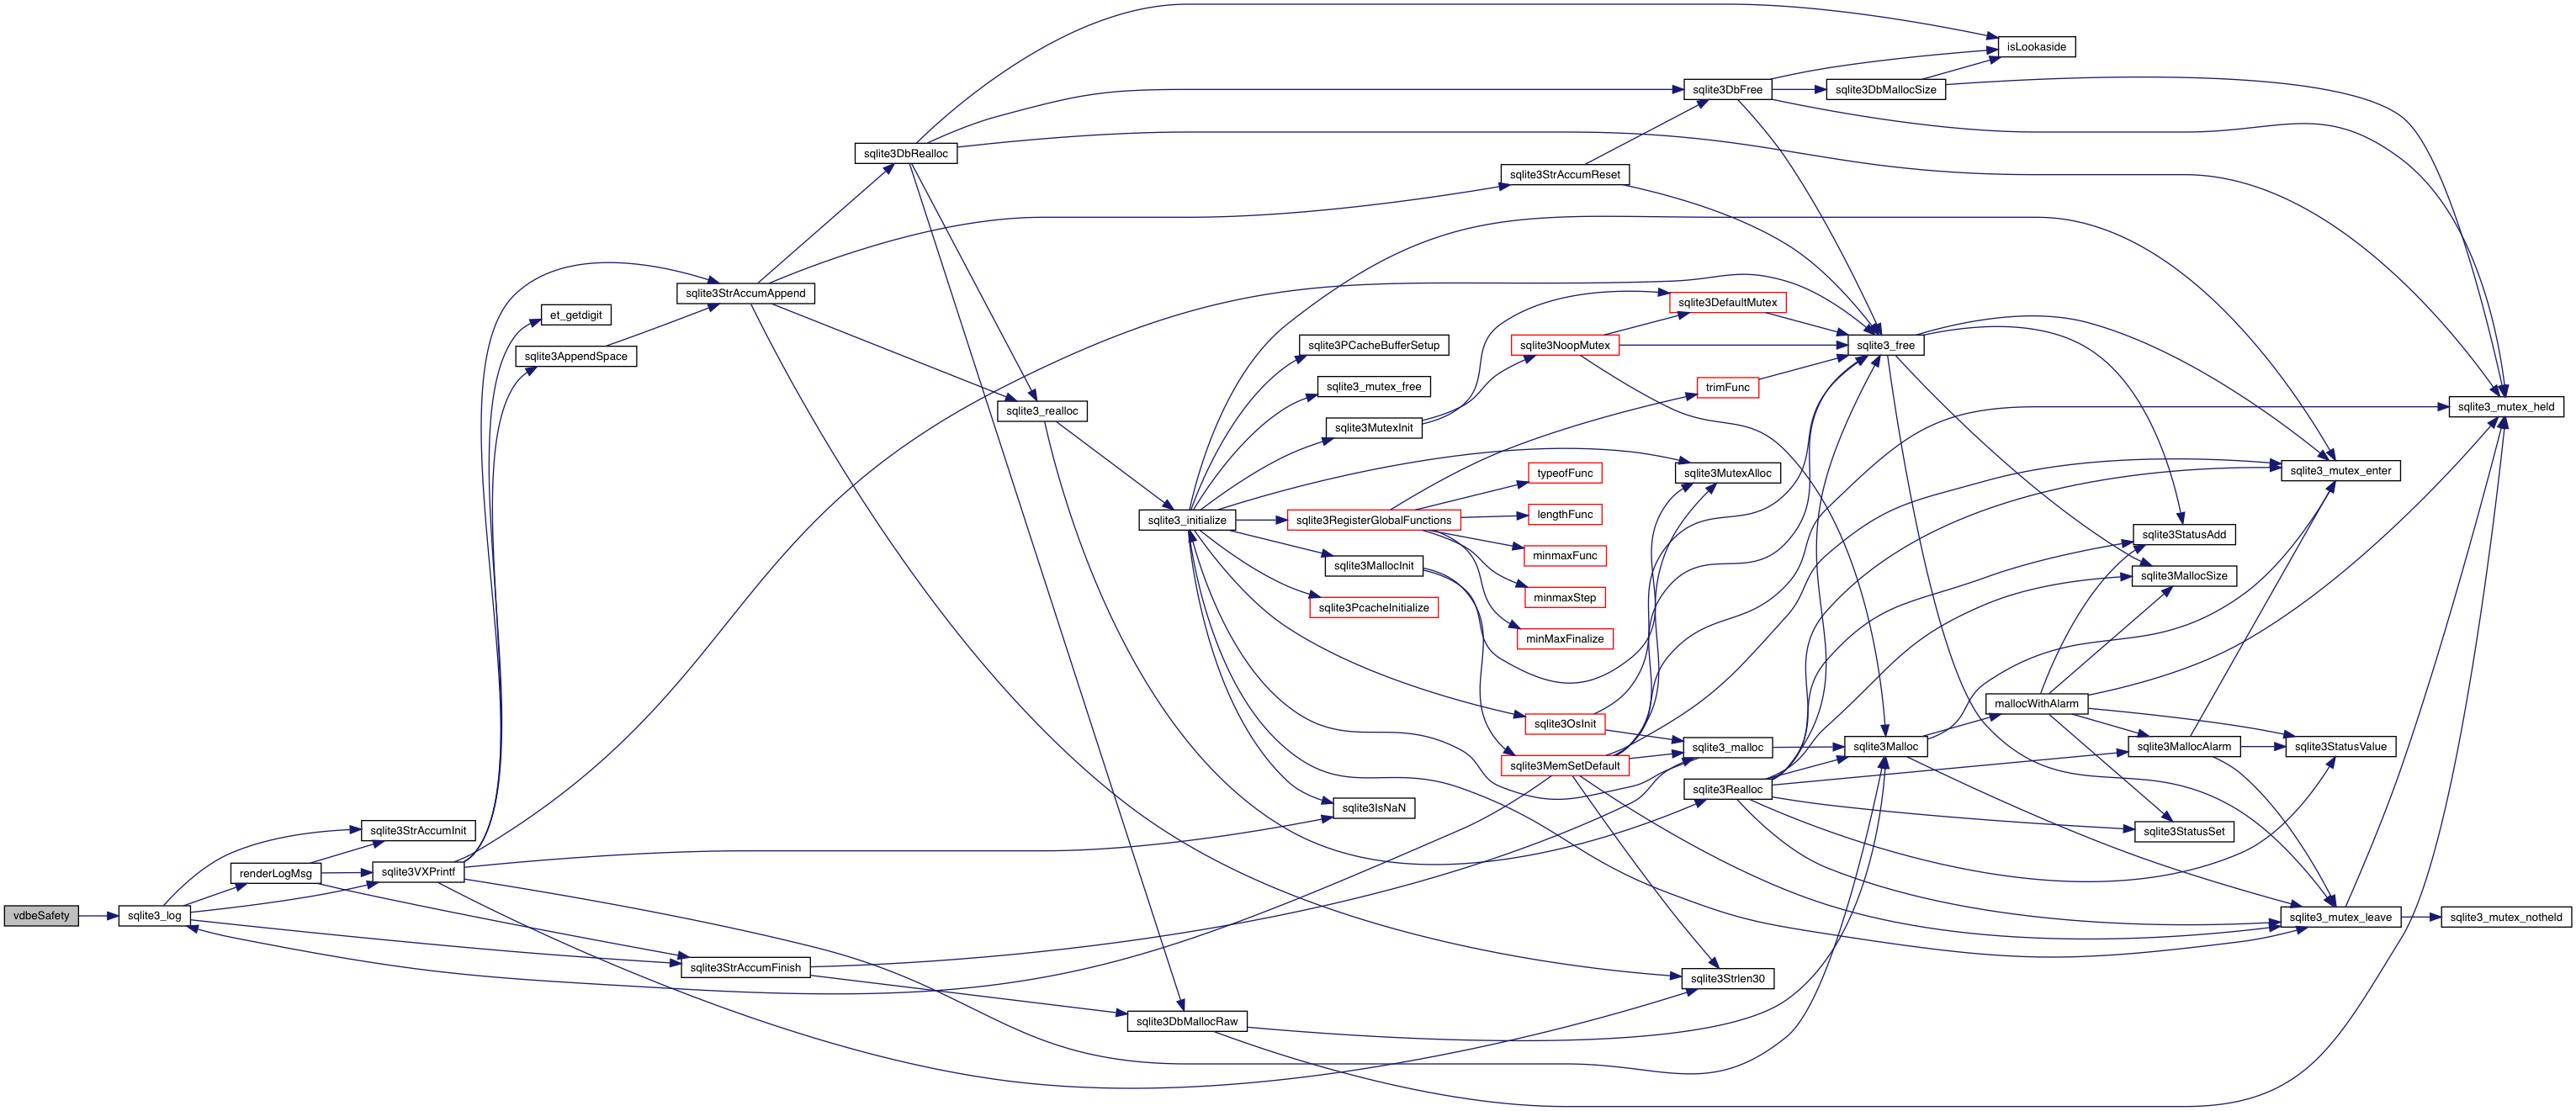 isLookaside
sqlite3DbFree
sqlite3DbMallocSize
sqlite3DbRealloc
sqlite3StrAccumReset
sqlite3StrAccumAppend
sqlite3DefaultMutex
et_getdigit
sqlite3PCacheBufferSetup
sqlite3NoopMutex
sqlite3_free
sqlite3AppendSpace
sqlite3_mutex_free
trimFunc
sqlite3_realloc
sqlite3_mutex_held
sqlite3MutexInit
sqlite3_mutex_enter
typeofFunc
sqlite3MutexAlloc
lengthFunc
sqlite3_initialize
sqlite3RegisterGlobalFunctions
sqlite3StatusAdd
minmaxFunc
sqlite3MallocInit
sqlite3MallocSize
minmaxStep
sqlite3PcacheInitialize
minMaxFinalize
mallocWithAlarm
sqlite3OsInit
sqlite3_malloc
sqlite3Malloc
sqlite3MallocAlarm
sqlite3StatusValue
sqlite3MemSetDefault
sqlite3Realloc
sqlite3IsNaN
sqlite3StrAccumInit
sqlite3StatusSet
renderLogMsg
sqlite3VXPrintf
vdbeSafety
sqlite3_log
sqlite3_mutex_leave
sqlite3_mutex_notheld
sqlite3StrAccumFinish
sqlite3Strlen30
sqlite3DbMallocRaw